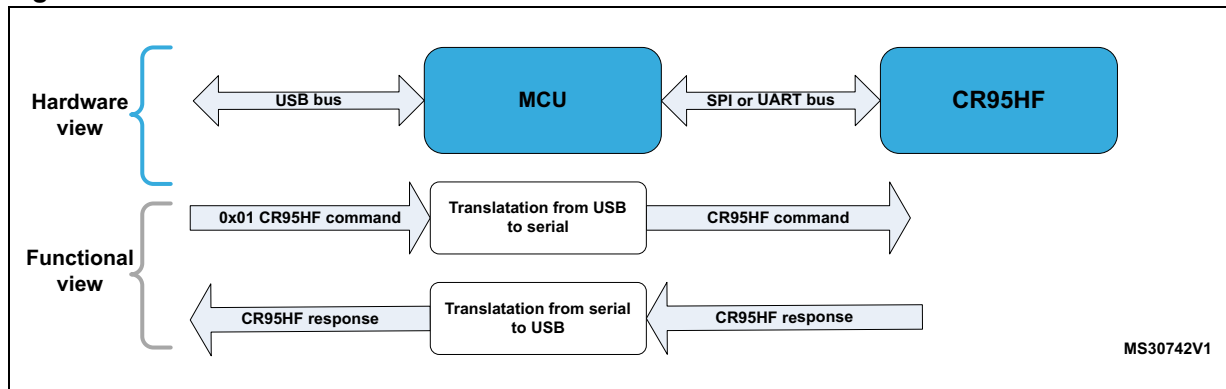 Hardware
view
USB bus
MCU
SPI or UART bus
CR95HF
Functional
view
0x01 CR95HF command
Translatation from USB
to serial
CR95HF command
CR95HF response
Translatation from serial
to USB
CR95HF response
MS30742V1